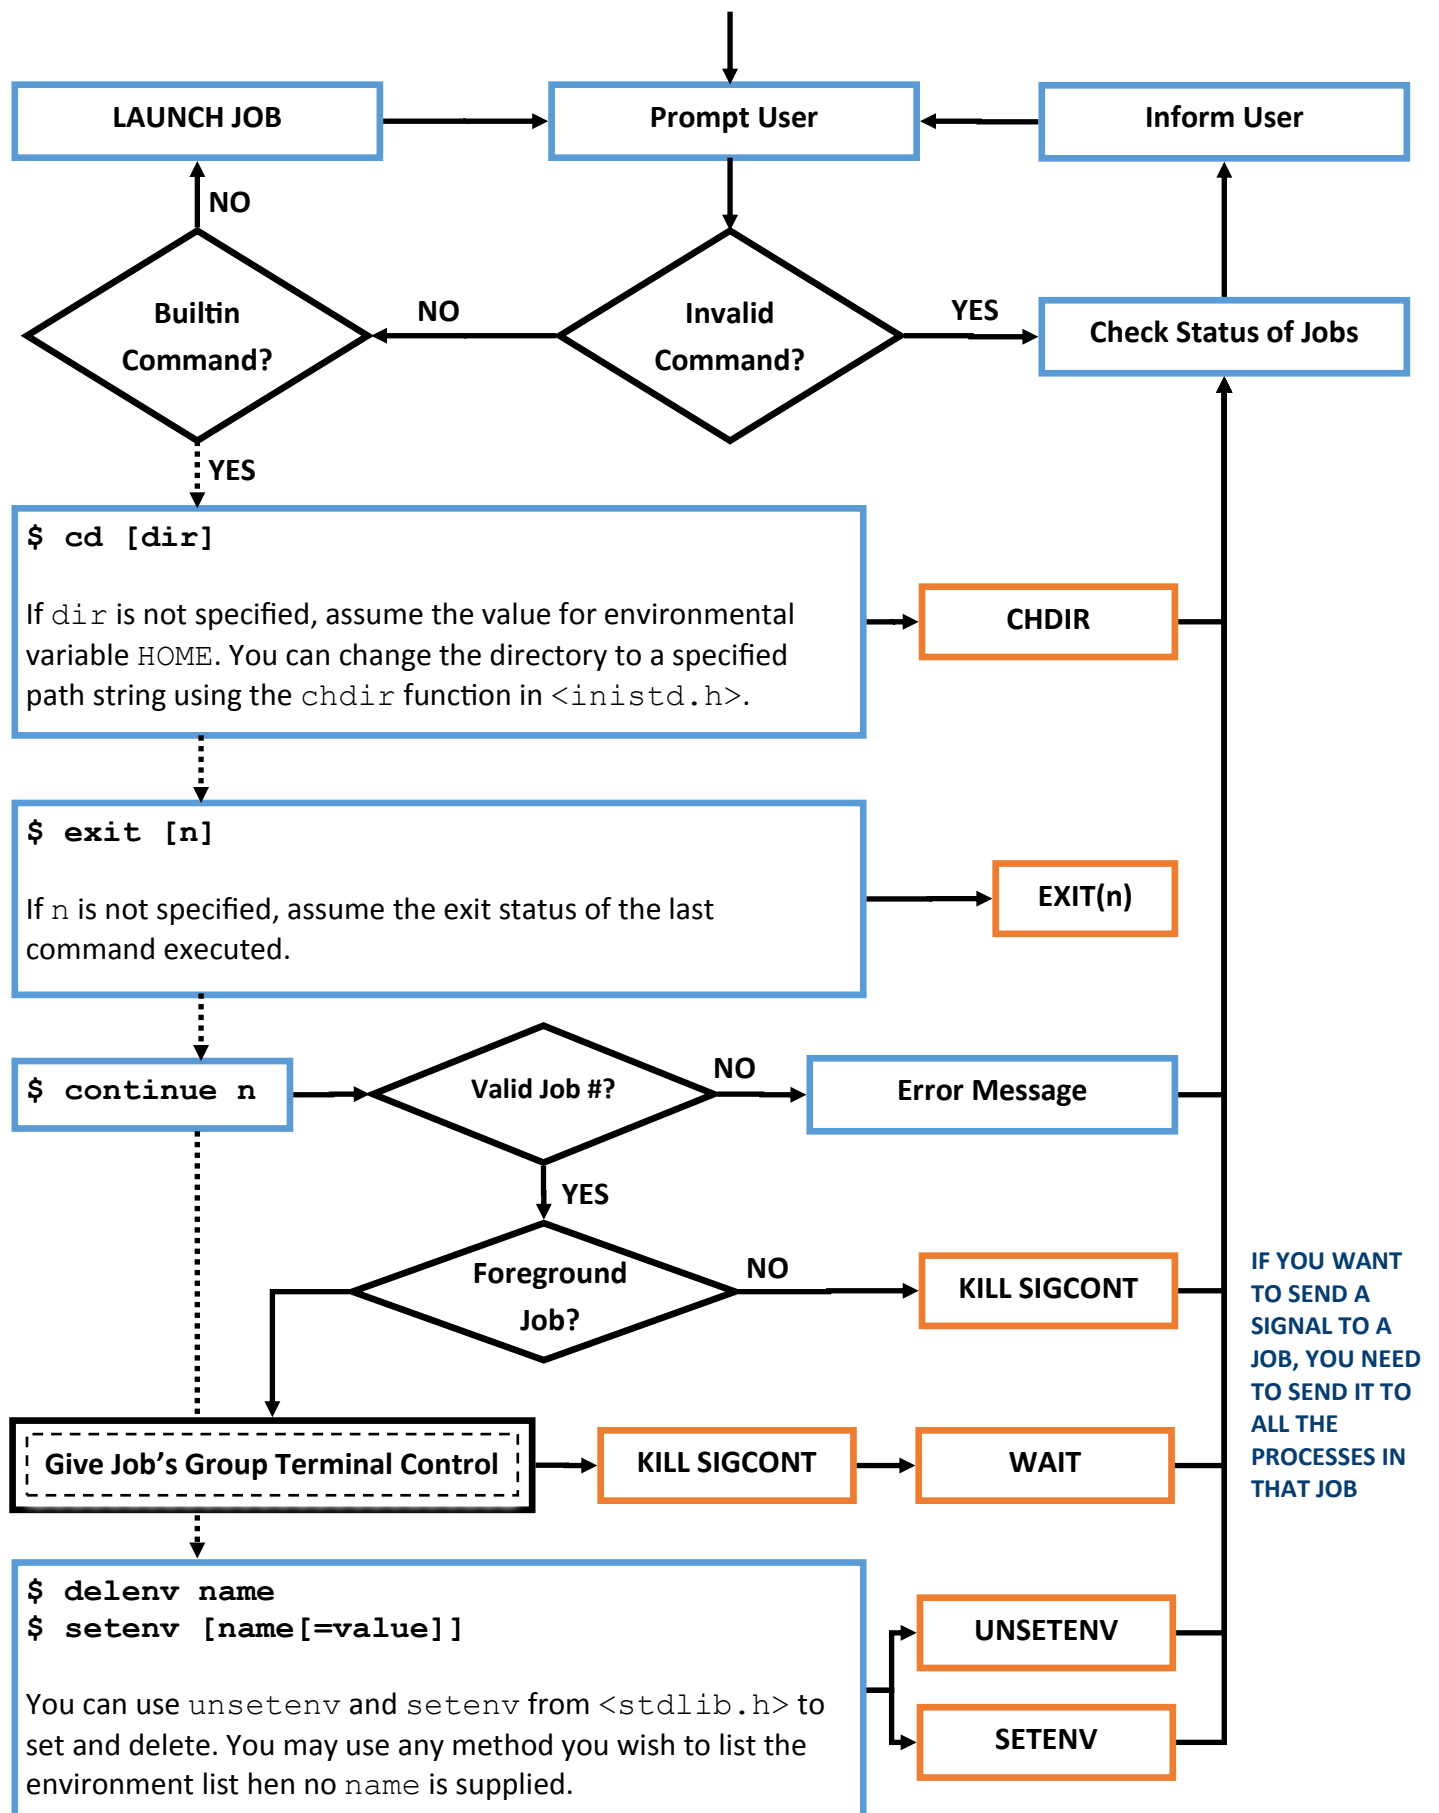 LAUNCH JOB
Prompt User
Inform User
NO
Builtin
Command?
NO
Invalid
Command?
YES
Check Status of Jobs
YES
$ cd [dir]
If dir is not specified, assume the value for environmental
variable HOME. You can change the directory to a specified
path string using the chdir function in <inistd.h>.
CHDIR
$ exit [n]
If n is not specified, assume the exit status of the last
command executed.
EXIT(n)
$ continue n
Valid Job #?
NO
Error Message
YES
Foreground
Job?
NO
KILL SIGCONT
IF YOU WANT
TO SEND A
SIGNAL TO A
JOB, YOU NEED
TO SEND IT TO
ALL THE
PROCESSES IN
THAT JOB
Give Job's Group Terminal Control
KILL SIGCONT
WAIT
$ delenv name
$ setenv [name[=value]]
You can use unsetenv and setenv from <stdlib.h> to
set and delete. You may use any method you wish to list the
environment list hen no name is supplied.
UNSETENV
SETENV